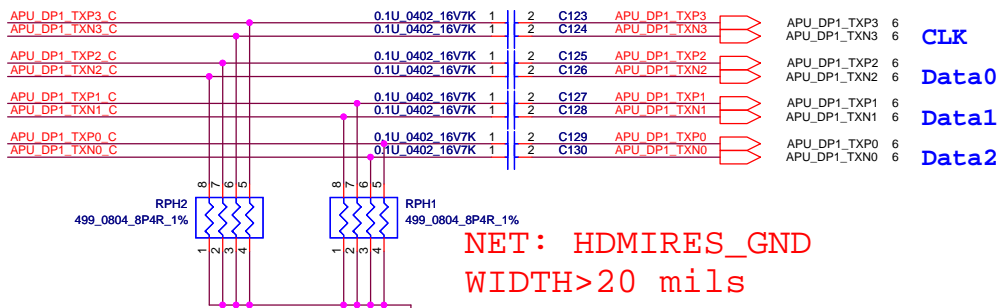 APU_DP1_TXP3_C 0.1U_0402_16V7K 1 2 C123 APU_DP1_TXP3 APU_DP1_TXP3 6
APU_DP1_TXN3_C 0.1U_0402_16V7K 1 2 C124 APU_DP1_TXN3 APU_DP1_TXN3 6
CLK
APU_DP1_TXP2_C 0.1U_0402_16V7K 1 2 C125 APU_DP1_TXP2 APU_DP1_TXP2 6
APU_DP1_TXN2_C 0.1U_0402_16V7K 1 2 C126 APU_DP1_TXN2 APU_DP1_TXN2 6
Data0
APU_DP1_TXP1_C 0.1U_0402_16V7K 1 2 C127 APU_DP1_TXP1 APU_DP1_TXP1 6
APU_DP1_TXN1_C 0.1U_0402_16V7K 1 2 C128 APU_DP1_TXN1 APU_DP1_TXN1 6
Data1
APU_DP1_TXP0_C 0.1U_0402_16V7K 1 2 C129 APU_DP1_TXP0 APU_DP1_TXP0 6
APU_DP1_TXN0_C 0.1U_0402_16V7K 1 2 C130 APU_DP1_TXN0 APU_DP1_TXN0 6
Data2
8 7 6 5 8 7 6 5
RPH2 RPH1
499_0804_8P4R_1% 499_0804_8P4R_1%
1 2 3 4 1 2 3 4
NET: HDMIRES_GND
WIDTH>20 mils